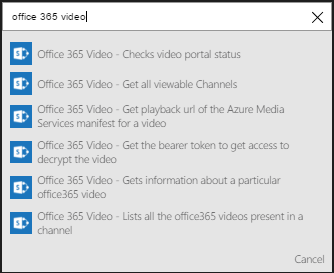 office 365 video
Office 365 Video - Checks video portal status
Office 365 Video - Get all viewable Channels
Office 365 Video - Get playback url of the Azure Media
Services manifest for a video
Office 365 Video - Get the bearer token to get access to
decrypt the video
Office 365 Video - Gets information about a particular
office365 video
Office 365 Video - Lists all the office365 videos present in a
channel
Cancel